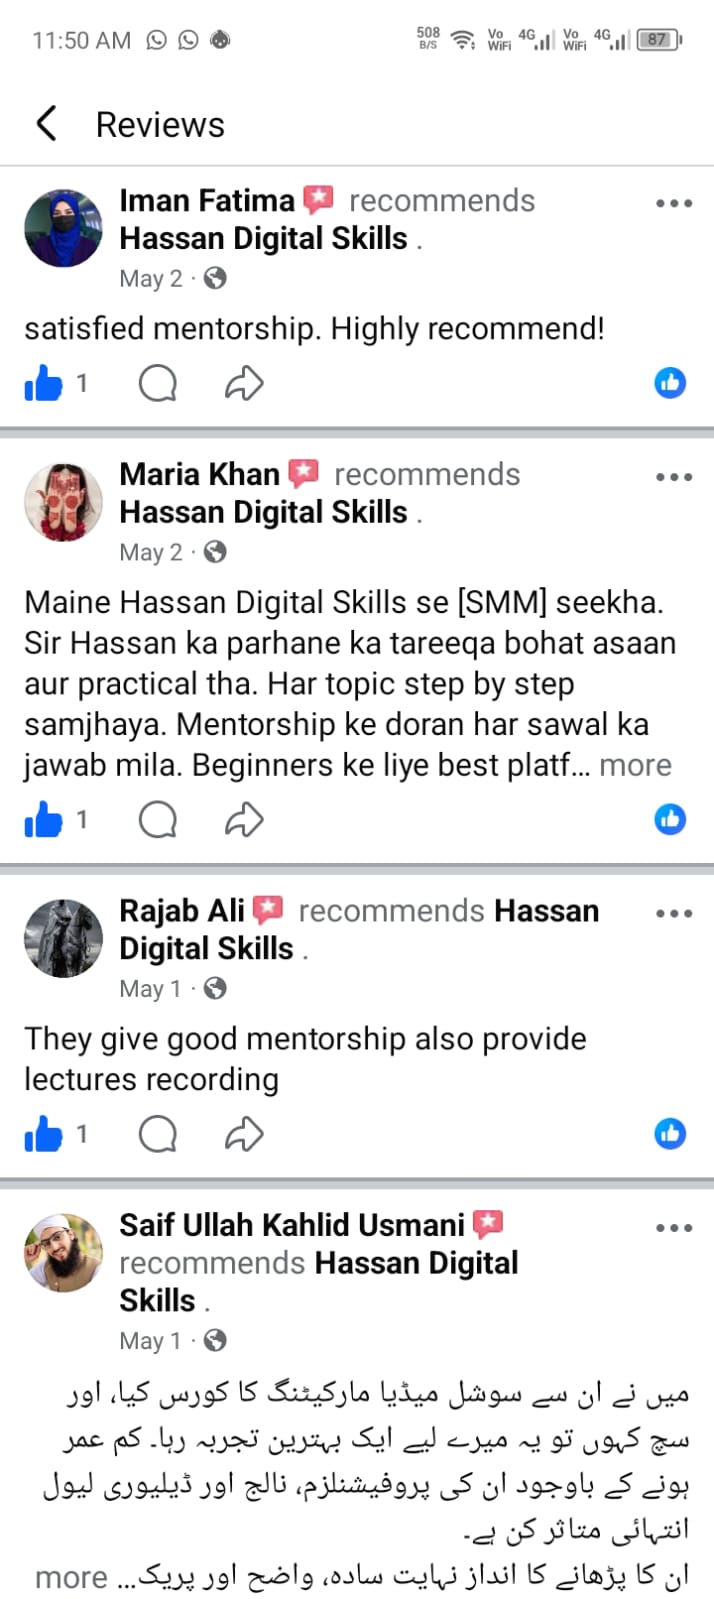 11:50 AM
508 B/S Vo WiFi 4G Vo WiFi 4G 87
Reviews
Iman Fatima recommends
Hassan Digital Skills .
May 2 ·
satisfied mentorship. Highly recommend!
1
Maria Khan recommends
Hassan Digital Skills .
May 2 ·
Maine Hassan Digital Skills se [SMM] seekha.
Sir Hassan ka parhane ka tareeqa bohat asaan
aur practical tha. Har topic step by step
samjhaya. Mentorship ke doran har sawal ka
jawab mila. Beginners ke liye best platf... more
1
Rajab Ali recommends Hassan
Digital Skills .
May 1 ·
They give good mentorship also provide
lectures recording
1
Saif Ullah Kahlid Usmani
recommends Hassan Digital
Skills .
May 1 ·
میں نے ان سے سوشل میڈیا مارکیٹنگ کا کورس کیا، اور
سچ کہوں تو یہ میرے لیے ایک بہترین تجربہ رہا۔ کم عمر
ہونے کے باوجود ان کی پروفیشنلزم، نالج اور ڈیلیوری لیول
انتہائی متاثر کن ہے۔
ان کا پڑھانے کا انداز نہایت سادہ، واضح اور پریک... more